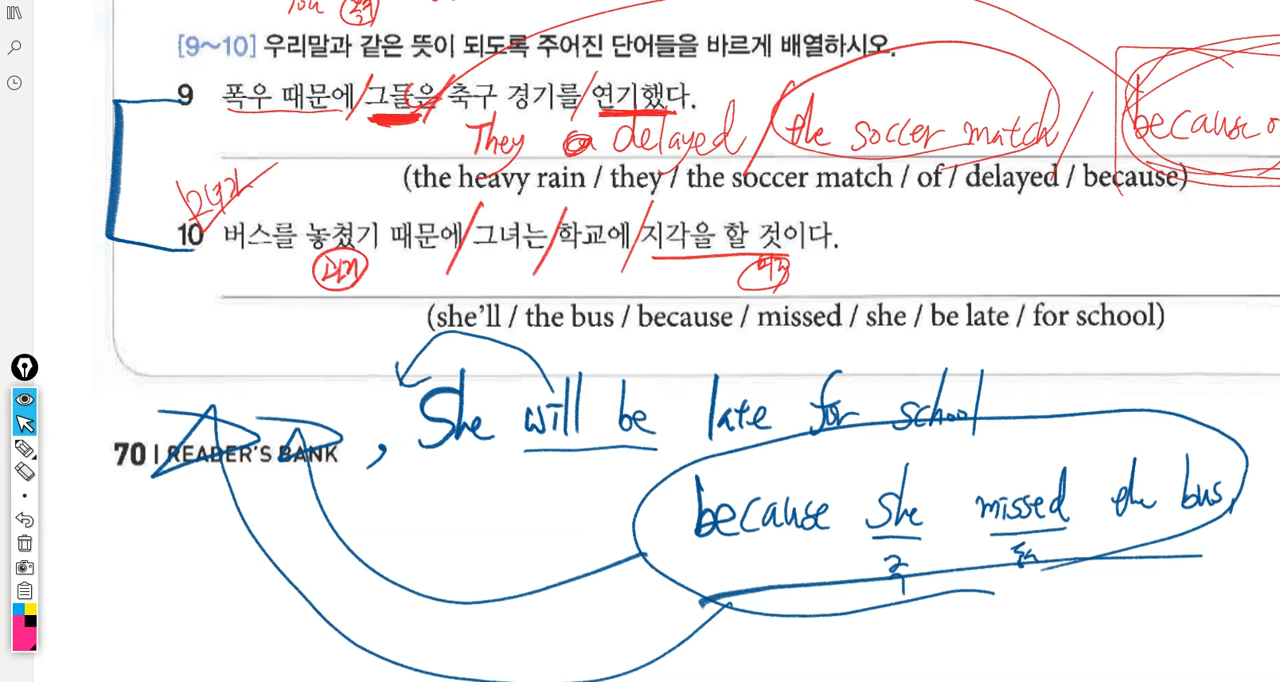 You
[9~10] 우리말과 같은 뜻이 되도록 주어진 단어들을 바르게 배열하시오.
9 폭우 때문에/그들은/축구 경기를/연기했다.
They delayed/the soccer match/because o
(the heavy rain / they / the soccer match / of / delayed / because)
10 버스를 놓쳤기 때문에/그녀는/학교에/지각을 할 것이다.
과거
(she’ll / the bus / because / missed / she / be late / for school)
, She will be late for school
70 | READER’S BANK
because she missed the bus,